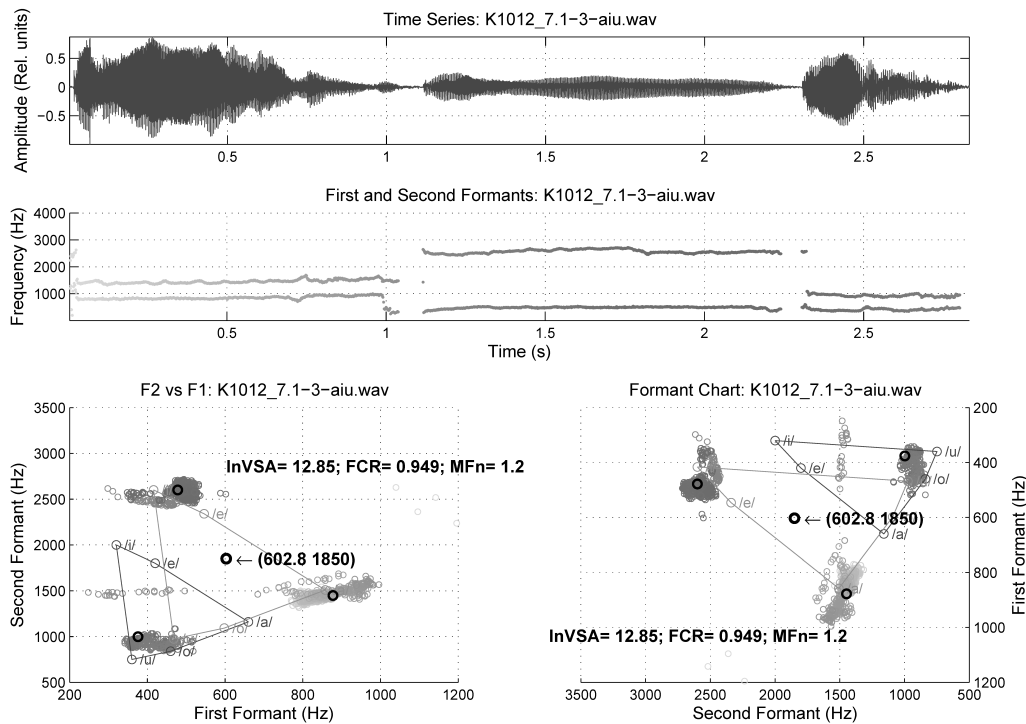 Time Series: K1012_7.1−3−aiu.wav
Amplitude (Rel. units)
0.5
0
−0.5
0.5 1 1.5 2 2.5
First and Second Formants: K1012_7.1−3−aiu.wav
Frequency (Hz)
4000
3000
2000
1000
0.5 1 1.5 2 2.5
Time (s)
F2 vs F1: K1012_7.1−3−aiu.wav
Second Formant (Hz)
3500
3000
2500
2000
1500
1000
500
lnVSA= 12.85; FCR= 0.949; MFn= 1.2
/e/
/i/
/e/
← (602.8 1850)
/a/
/o/
/u/
/o/
200 400 600 800 1000 1200
First Formant (Hz)
Formant Chart: K1012_7.1−3−aiu.wav
200
400
600
800
1000
1200
First Formant (Hz)
/i/
/u/
/e/
/o/
/e/
← (602.8 1850)
/a/
/a/
lnVSA= 12.85; FCR= 0.949; MFn= 1.2
3500 3000 2500 2000 1500 1000 500
Second Formant (Hz)